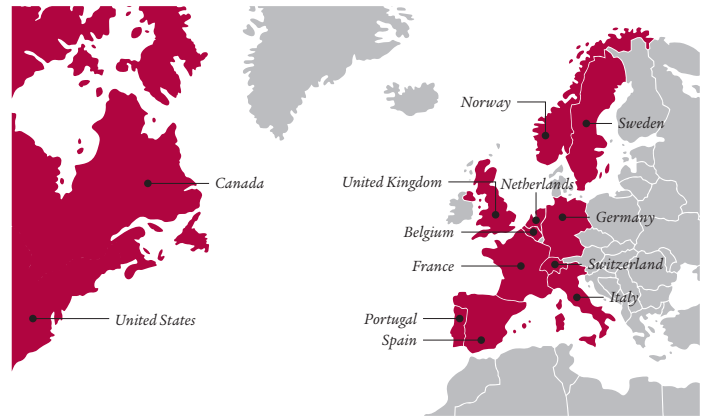 Norway
Sweden
Canada
United Kingdom
Netherlands
Germany
Belgium
France
Switzerland
Italy
United States
Portugal
Spain